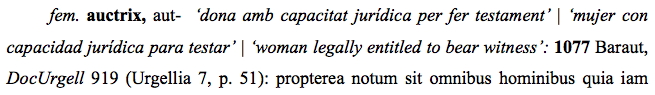 fem. auctrix, aut- ‘dona amb capacitat jurídica per fer testament’ | ‘mujer con
capacidad jurídica para testar’ | ‘woman legally entitled to bear witness’: 1077 Baraut,
DocUrgell 919 (Urgellia 7, p. 51): propterea notum sit omnibus hominibus quia iam